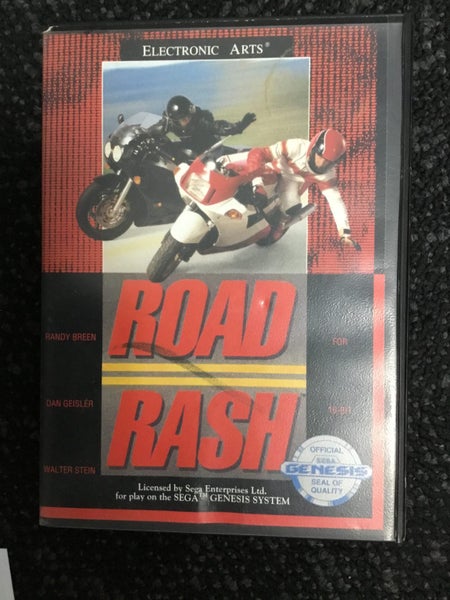 ELECTRONIC ARTS®
ROAD
RASH
RANDY BREEN
FOR
DAN GEISLER
16-BIT
WALTER STEIN
OFFICIAL
SEGA
GENESIS
SEAL OF
QUALITY
Licensed by Sega Enterprises Ltd.
for play on the SEGA™ GENESIS SYSTEM